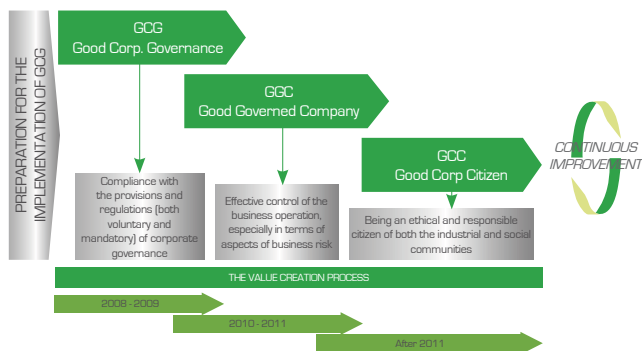 PREPARATION FOR THE
IMPLEMENTATION OF GCG
GCG
Good Corp. Governance
GGC
Good Governed Company
GCC
Good Corp Citizen
CONTINUOUS
IMPROVEMENT
Compliance with
the provisions and
regulations (both
voluntary and
mandatory) of corporate
governance
Effective control of the
business operation,
especially in terms of
aspects of business risk
Being an ethical and responsible
citizen of both the industrial and social
communities
THE VALUE CREATION PROCESS
2008 - 2009
2010 - 2011
After 2011